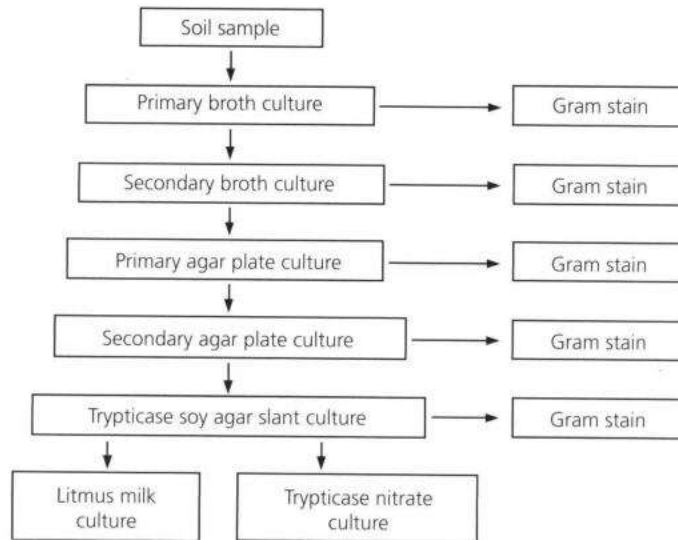 Soil sample
Primary broth culture
Gram stain
Secondary broth culture
Gram stain
Primary agar plate culture
Gram stain
Secondary agar plate culture
Gram stain
Trypticase soy agar slant culture
Gram stain
Litmus milk
culture
Trypticase nitrate
culture